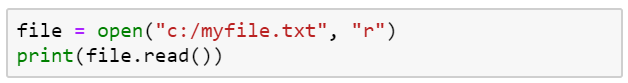 file = open("c:/myfile.txt", "r")
print(file.read())